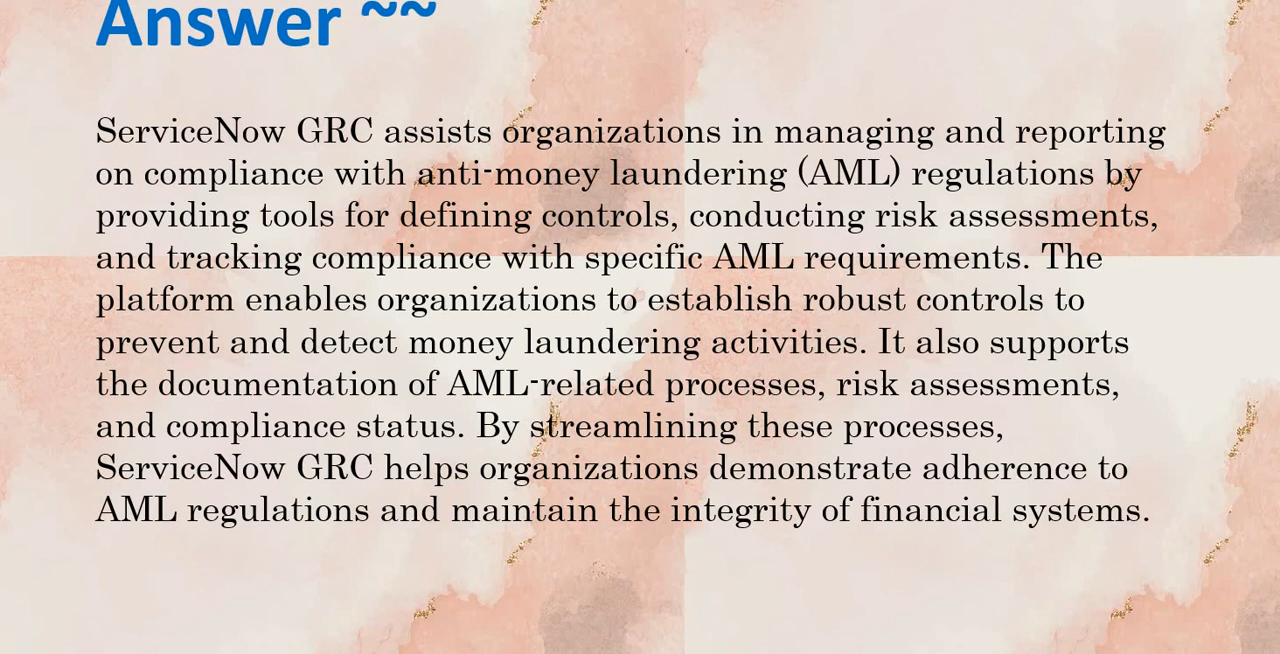 Answer ~~
ServiceNow GRC assists organizations in managing and reporting
on compliance with anti-money laundering (AML) regulations by
providing tools for defining controls, conducting risk assessments,
and tracking compliance with specific AML requirements. The
platform enables organizations to establish robust controls to
prevent and detect money laundering activities. It also supports
the documentation of AML-related processes, risk assessments,
and compliance status. By streamlining these processes,
ServiceNow GRC helps organizations demonstrate adherence to
AML regulations and maintain the integrity of financial systems.